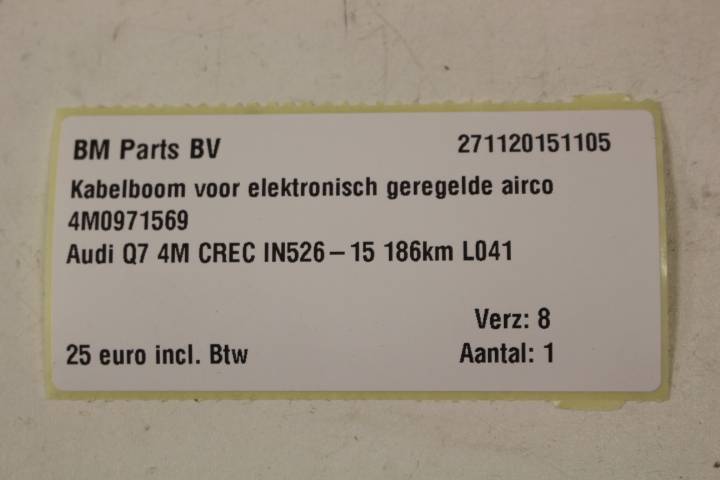 BM Parts BV 271120151105
Kabelboom voor elektronisch geregelde airco
4M0971569
Audi Q7 4M CREC IN526–15 186km L041
Verz: 8
25 euro incl. Btw Aantal: 1